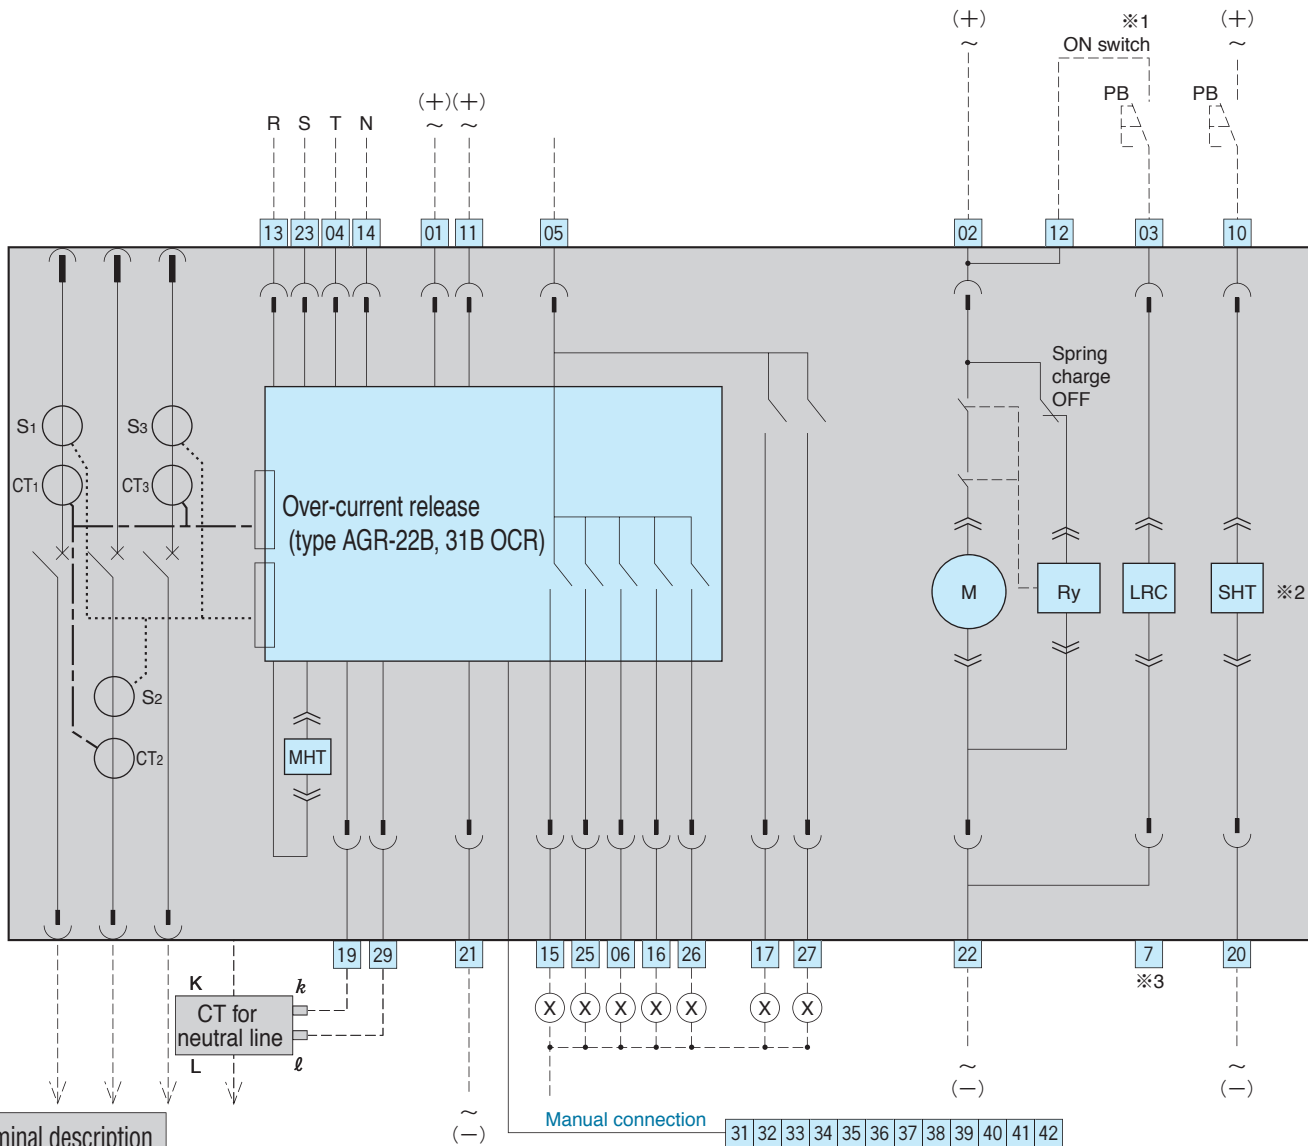 (+)
~
※1
ON switch
(+)
~
PB
PB
(+)(+)
~ ~
R S T N
13 23 04 14 01 11 05 02 12 03 10
Spring
charge
OFF
S1
S3
CT1
CT3
Over-current release
(type AGR-22B, 31B OCR)
M
Ry
LRC
SHT
※2
S2
CT2
MHT
19 29 21 15 25 06 16 26 17 27 22 7 20
※3
K
k
CT for
neutral line
L
ℓ
X X X X X X X
~
(−)
~
(−)
~
(−)
Manual connection
31 32 33 34 35 36 37 38 39 40 41 42
minal description